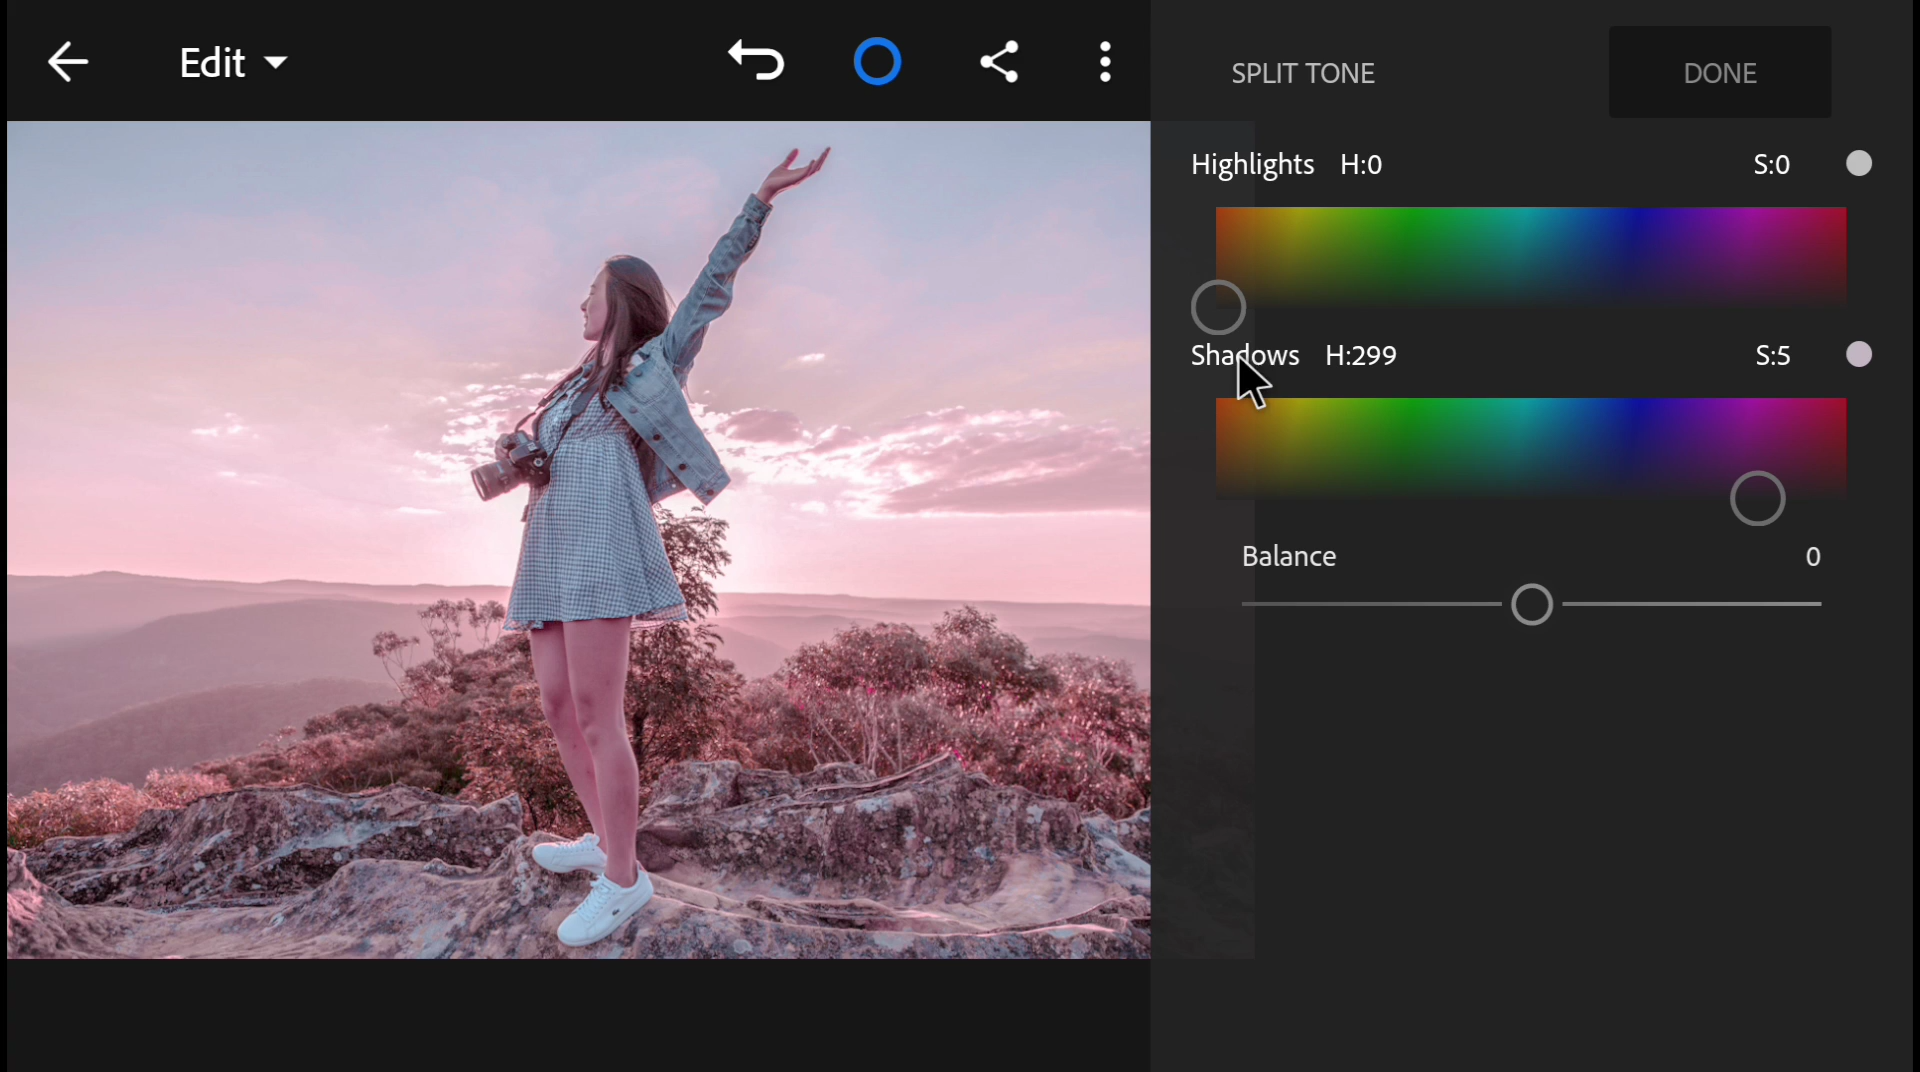 Edit
SPLIT TONE
DONE
Highlights H:0 S:0
Shadows H:299 S:5
Balance 0